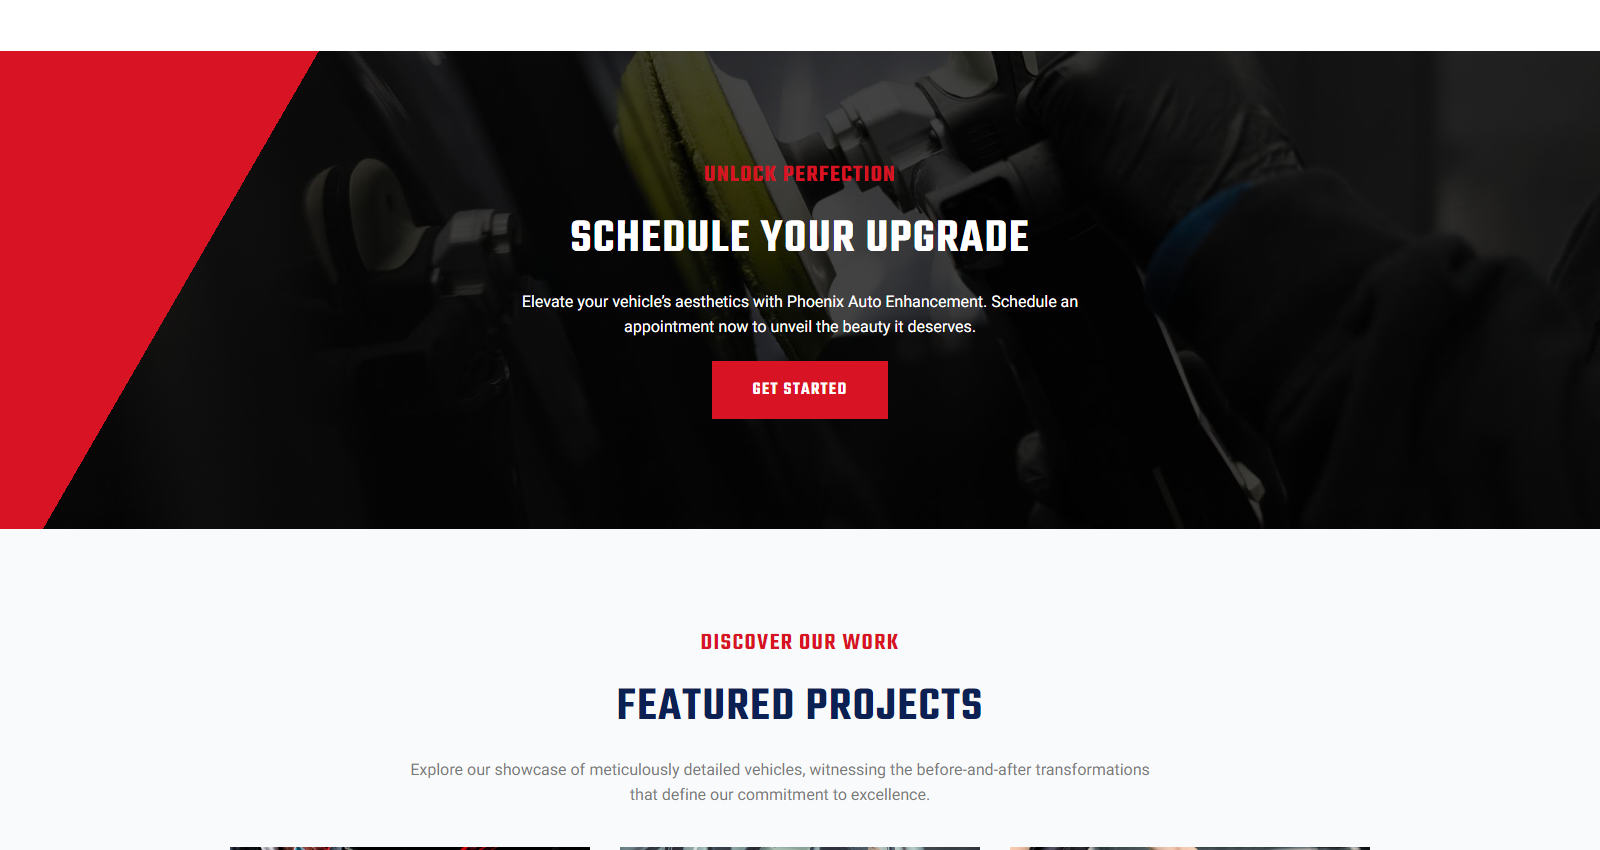 UNLOCK PERFECTION
SCHEDULE YOUR UPGRADE
Elevate your vehicle's aesthetics with Phoenix Auto Enhancement. Schedule an
appointment now to unveil the beauty it deserves.
GET STARTED
DISCOVER OUR WORK
FEATURED PROJECTS
Explore our showcase of meticulously detailed vehicles, witnessing the before-and-after transformations
that define our commitment to excellence.